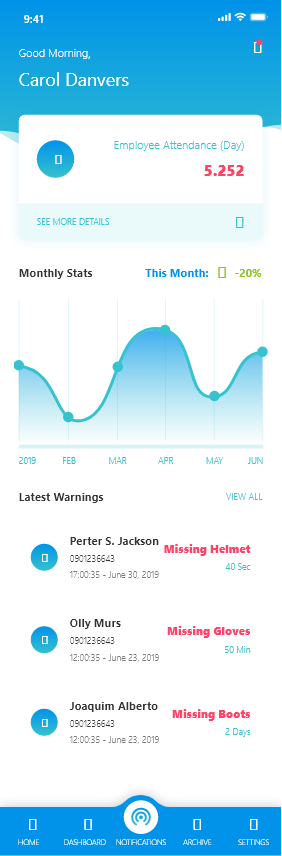 9:41
Good Morning,
Carol Danvers
Employee Attendance (Day)
5.252
SEE MORE DETAILS
Monthly Stats
This Month: -20%
2019 FEB MAR APR MAY JUN
Latest Warnings
VIEW ALL
Perter S. Jackson
Missing Helmet
0901236643
40 Sec
17:00:35 - June 30, 2019
Olly Murs
Missing Gloves
0901236643
50 Min
12:00:35 - June 23, 2019
Joaquim Alberto
Missing Boots
0901236643
2 Days
12:00:35 - June 23, 2019
HOME DASHBOARD NOTIFICATIONS ARCHIVE SETTINGS